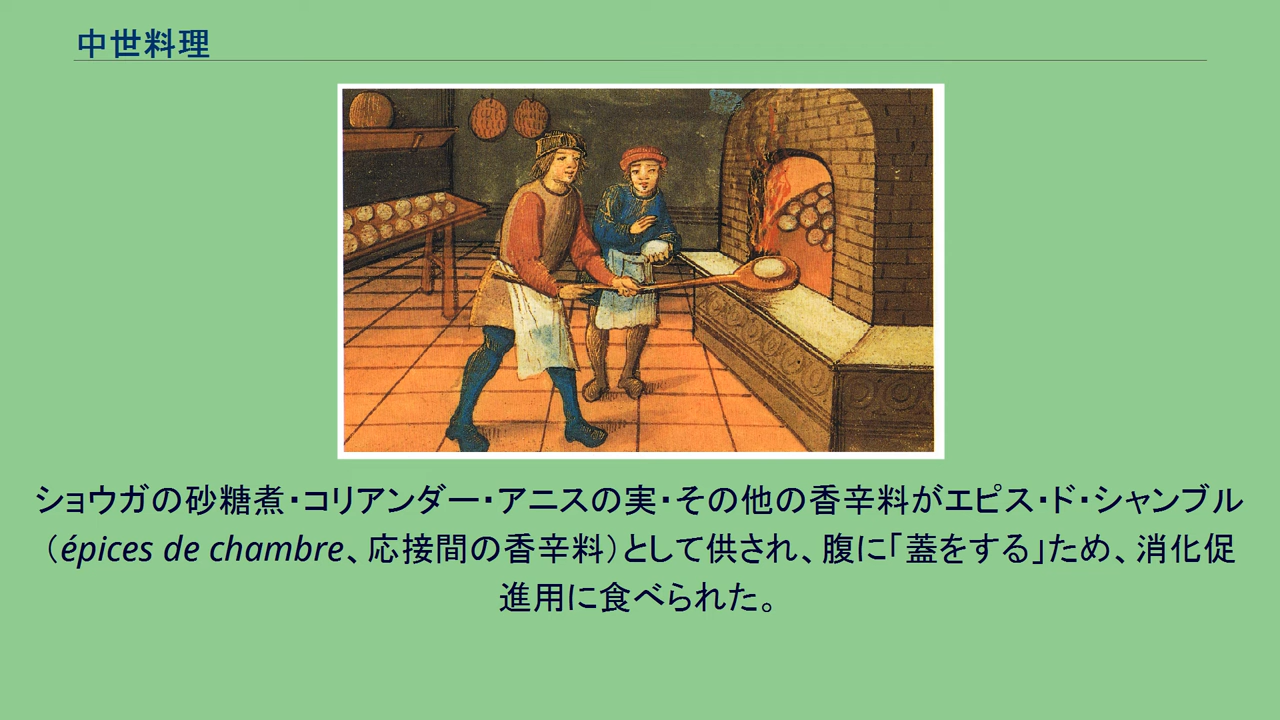 中世料理
ショウガの砂糖煮・コリアンダー・アニスの実・その他の香辛料がエピス・ド・シャンブル
（épices de chambre、応接間の香辛料）として供され、腹に「蓋をする」ため、消化促
進用に食べられた。